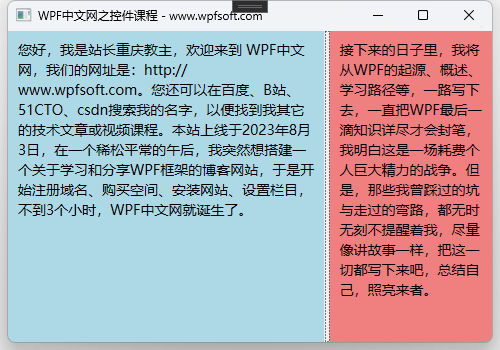 WPF中文网之控件课程 - www.wpfsoft.com
您好，我是站长重庆教主，欢迎来到 WPF中文
网，我们的网址是：http://
www.wpfsoft.com。您还可以在百度、B站、
51CTO、csdn搜索我的名字，以便找到我其它
的技术文章或视频课程。本站上线于2023年8月
3日，在一个稀松平常的午后，我突然想搭建一
个关于学习和分享WPF框架的博客网站，于是开
始注册域名、购买空间、安装网站、设置栏目，
不到3个小时，WPF中文网就诞生了。
接下来的日子里，我将
从WPF的起源、概述、
学习路径等，一路写下
去，一直把WPF最后一
滴知识详尽才会封笔，
我明白这是一场耗费个
人巨大精力的战争。但
是，那些我曾踩过的坑
与走过的弯路，都无时
无刻不提醒着我，尽量
像讲故事一样，把这一
切都写下来吧，总结自
己，照亮来者。